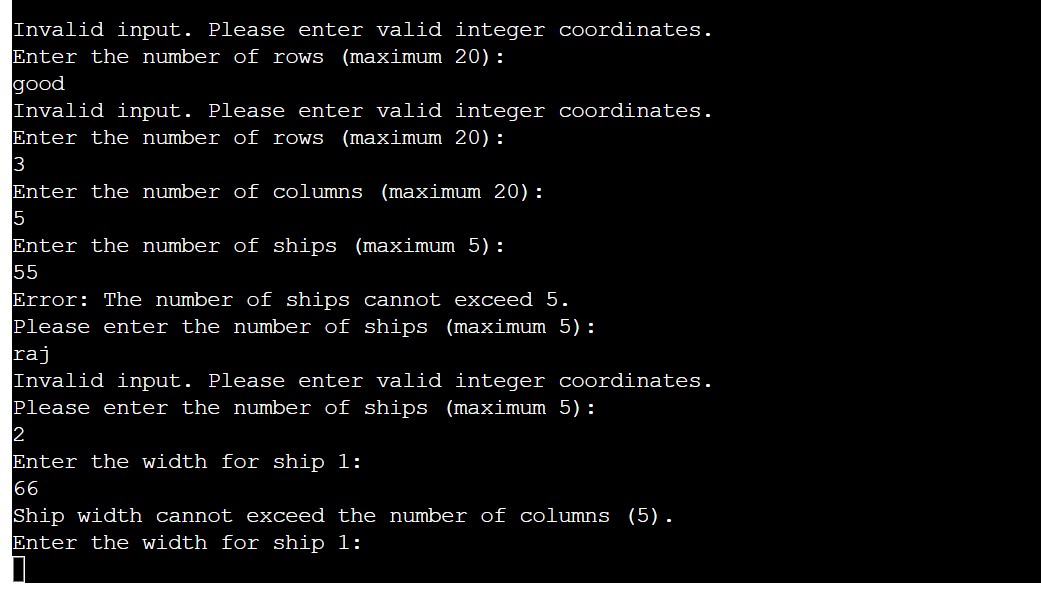 Invalid input. Please enter valid integer coordinates.
Enter the number of rows (maximum 20):
good
Invalid input. Please enter valid integer coordinates.
Enter the number of rows (maximum 20):
3
Enter the number of columns (maximum 20):
5
Enter the number of ships (maximum 5):
55
Error: The number of ships cannot exceed 5.
Please enter the number of ships (maximum 5):
raj
Invalid input. Please enter valid integer coordinates.
Please enter the number of ships (maximum 5):
2
Enter the width for ship 1:
66
Ship width cannot exceed the number of columns (5).
Enter the width for ship 1: